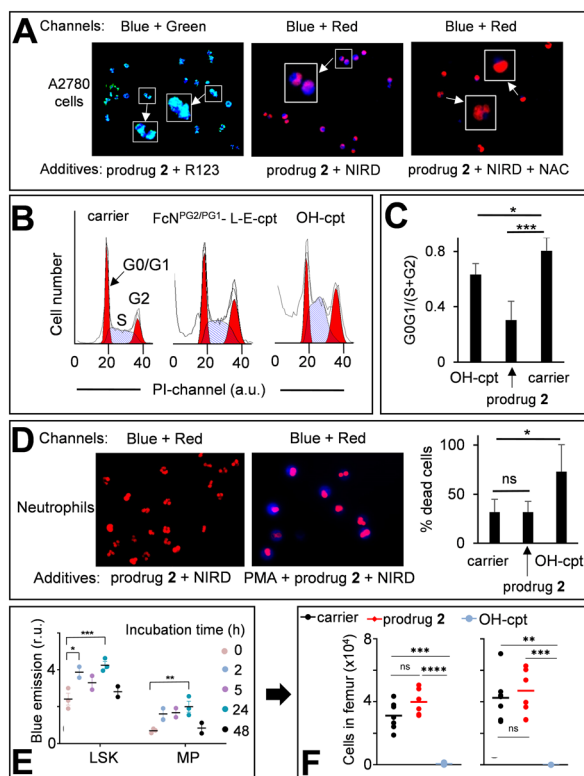 A
Channels: Blue + Green Blue + Red Blue + Red
A2780
cells
Additives: prodrug 2 + R123 prodrug 2 + NIRD prodrug 2 + NIRD + NAC
B
carrier FcN^PG2/PG1- L-E-cpt OH-cpt
Cell number
G0/G1
G2
S
0 20 40 0 20 40 0 20 40
PI-channel (a.u.)
C
*
***
G0G1/(S+G2)
0.8
0.4
0
OH-cpt carrier
prodrug 2
D
Channels: Blue + Red Blue + Red
Neutrophils
Additives: prodrug 2 + NIRD PMA + prodrug 2 + NIRD
% dead cells
100
50
0
*
ns
carrier OH-cpt
prodrug 2
E
Blue emission (r.u.)
6
4
2
0
***
*
**
Incubation time (h)
0
2
5
24
48
LSK MP
F
carrier prodrug 2 OH-cpt
Cells in femur (x10⁴)
8
4
0
***
ns ****
**
***
ns